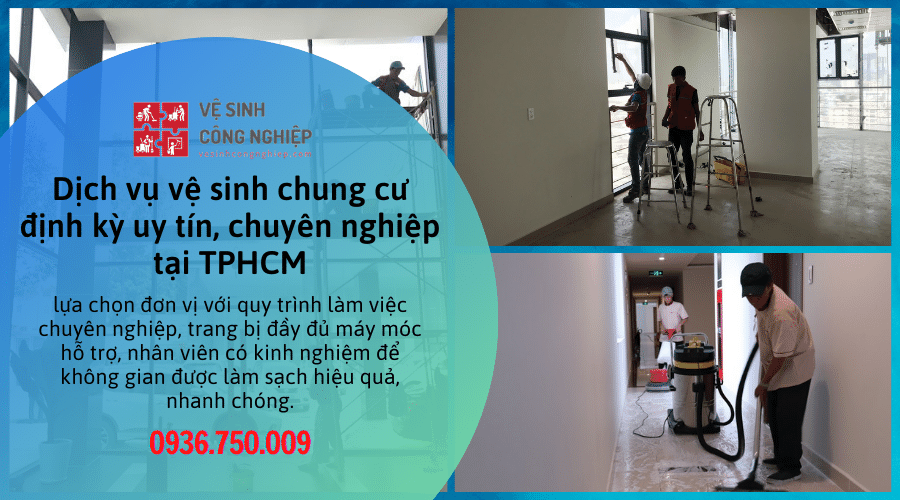 VỆ SINH
CÔNG NGHIỆP
Dịch vụ vệ sinh chung cư
định kỳ uy tín, chuyên nghiệp
tại TPHCM
lựa chọn đơn vị với quy trình làm việc
chuyên nghiệp, trang bị đầy đủ máy móc
hỗ trợ, nhân viên có kinh nghiệm để
không gian được làm sạch hiệu quả,
nhanh chóng.
0936.750.009